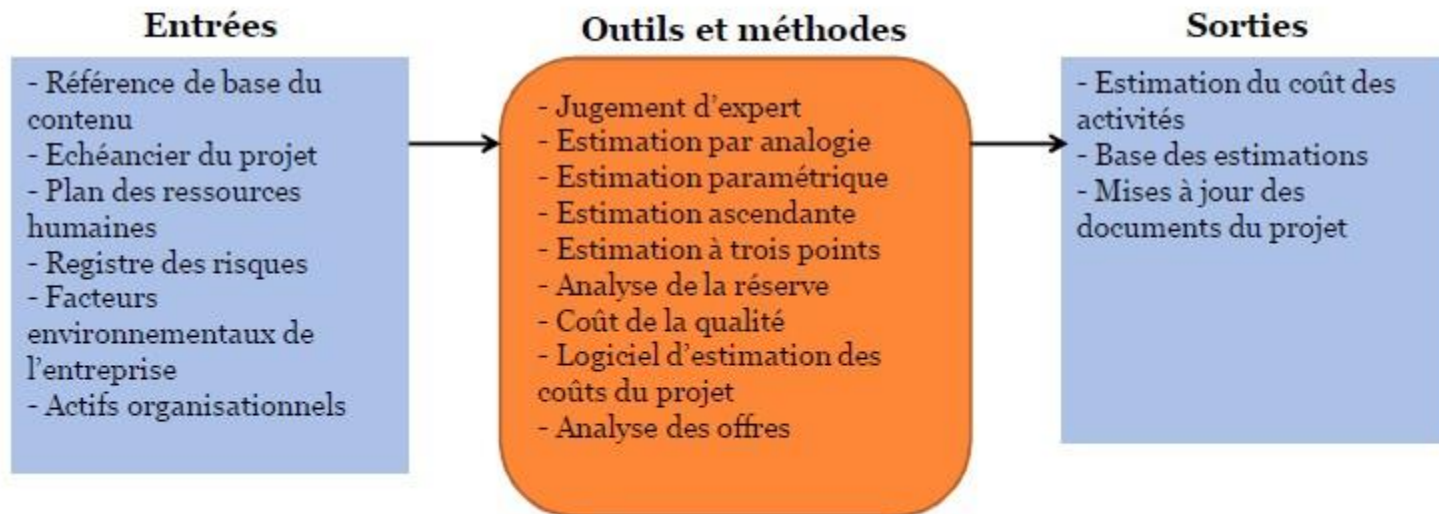 Entrées
- Référence de base du
contenu
- Echéancier du projet
- Plan des ressources
humaines
- Registre des risques
- Facteurs
environnementaux de
l’entreprise
- Actifs organisationnels
Outils et méthodes
- Jugement d’expert
- Estimation par analogie
- Estimation paramétrique
- Estimation ascendante
- Estimation à trois points
- Analyse de la réserve
- Coût de la qualité
- Logiciel d’estimation des
coûts du projet
- Analyse des offres
Sorties
- Estimation du coût des
activités
- Base des estimations
- Mises à jour des
documents du projet